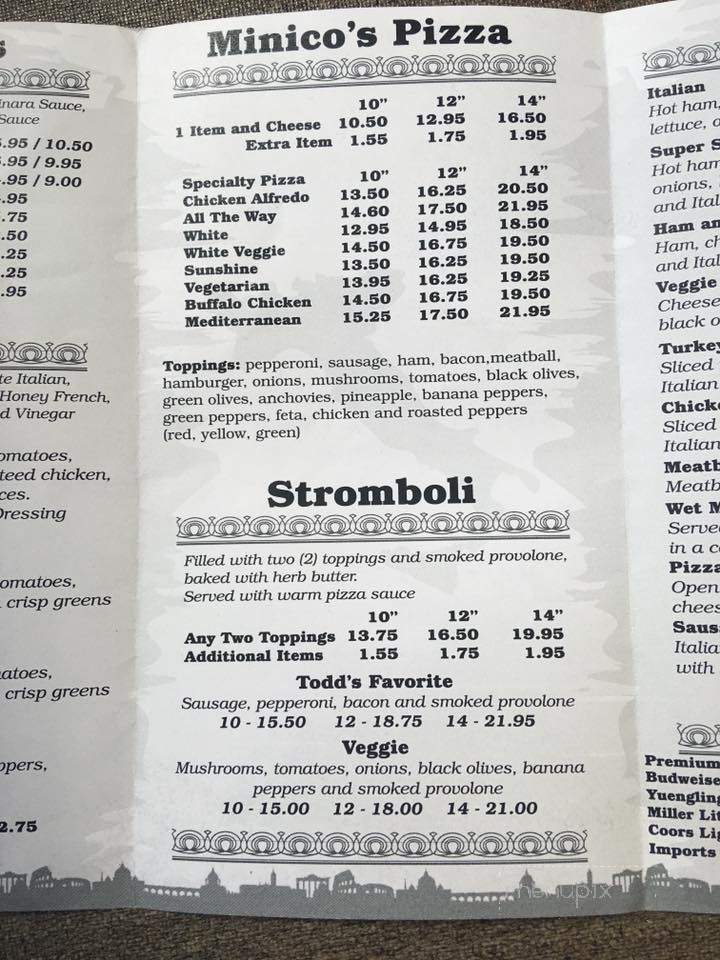 s
inara Sauce,
Sauce
.95 / 10.50
.95 / 9.95
.95 / 9.00
.95
.75
.50
.25
.25
.95
te Italian,
Honey French,
d Vinegar
omatoes,
teed chicken,
ces.
Dressing
omatoes,
crisp greens
atoes,
crisp greens
ppers,
2.75
Minico's Pizza
10" 12" 14"
1 Item and Cheese 10.50 12.95 16.50
Extra Item 1.55 1.75 1.95
Specialty Pizza 10" 12" 14"
Chicken Alfredo 13.50 16.25 20.50
All The Way 14.60 17.50 21.95
White 12.95 14.95 18.50
White Veggie 14.50 16.75 19.50
Sunshine 13.50 16.25 19.50
Vegetarian 13.95 16.25 19.25
Buffalo Chicken 14.50 16.75 19.50
Mediterranean 15.25 17.50 21.95
Toppings: pepperoni, sausage, ham, bacon,meatball,
hamburger, onions, mushrooms, tomatoes, black olives,
green olives, anchovies, pineapple, banana peppers,
green peppers, feta, chicken and roasted peppers
(red, yellow, green)
Stromboli
Filled with two (2) toppings and smoked provolone,
baked with herb butter.
Served with warm pizza sauce
10" 12" 14"
Any Two Toppings 13.75 16.50 19.95
Additional Items 1.55 1.75 1.95
Todd's Favorite
Sausage, pepperoni, bacon and smoked provolone
10 - 15.50 12 - 18.75 14 - 21.95
Veggie
Mushrooms, tomatoes, onions, black olives, banana
peppers and smoked provolone
10 - 15.00 12 - 18.00 14 - 21.00
Italian
Hot ham,
lettuce, o
Super S
Hot ham
onions,
and Ital
Ham an
Ham, ch
and Ital
Veggie
Cheese
black o
Turkey
Sliced
Italian
Chick
Sliced
Italian
Meatb
Meatb
Wet M
Serve
in a c
Pizza
Open
chees
Saus
Italia
with
Premium
Budweise
Yuengling
Miller Lit
Coors Lig
Imports
menupix